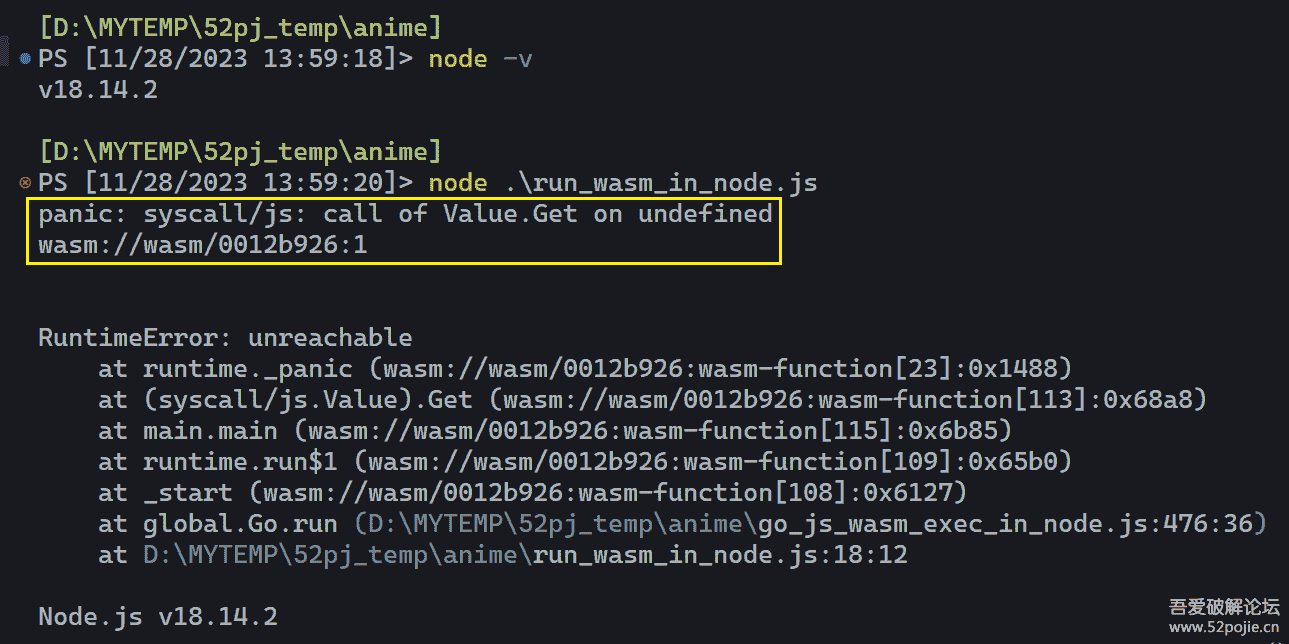 [D:\MYTEMP\52pj_temp\anime]
PS [11/28/2023 13:59:18]> node -v
v18.14.2
[D:\MYTEMP\52pj_temp\anime]
PS [11/28/2023 13:59:20]> node .\run_wasm_in_node.js
panic: syscall/js: call of Value.Get on undefined
wasm://wasm/0012b926:1
RuntimeError: unreachable
    at runtime._panic (wasm://wasm/0012b926:wasm-function[23]:0x1488)
    at (syscall/js.Value).Get (wasm://wasm/0012b926:wasm-function[113]:0x68a8)
    at main.main (wasm://wasm/0012b926:wasm-function[115]:0x6b85)
    at runtime.run$1 (wasm://wasm/0012b926:wasm-function[109]:0x65b0)
    at _start (wasm://wasm/0012b926:wasm-function[108]:0x6127)
    at global.Go.run (D:\MYTEMP\52pj_temp\anime\go_js_wasm_exec_in_node.js:476:36)
    at D:\MYTEMP\52pj_temp\anime\run_wasm_in_node.js:18:12
Node.js v18.14.2
吾爱破解论坛
www.52pojie.cn